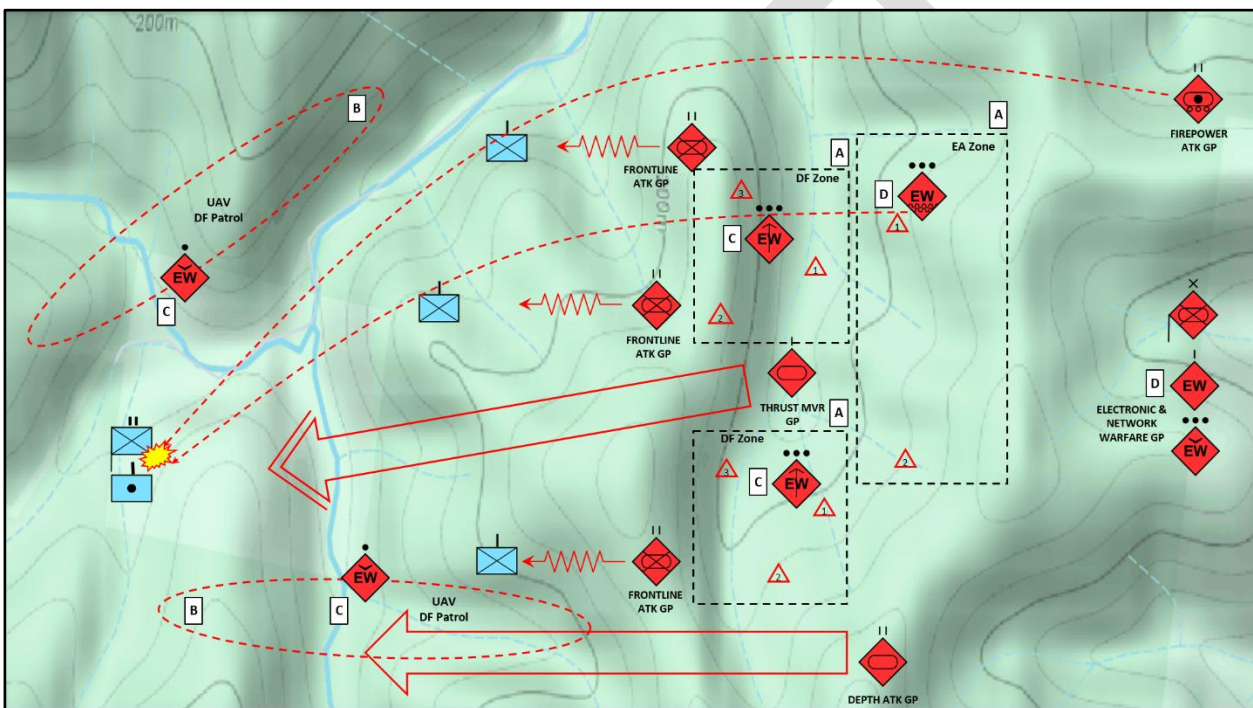 200m
B
A
EA Zone
FIREPOWER
ATK GP
A
DF Zone
FRONTLINE
ATK GP
3
D
EW
1
UAV
DF Patrol
C
EW
EW
C
1
2
FRONTLINE
ATK GP
THRUST MVR
GP
A
D
EW
ELECTRONIC &
NETWORK
WARFARE GP
EW
DF Zone
3
C
EW
1
2
2
FRONTLINE
ATK GP
EW
B
C
UAV
DF Patrol
DEPTH ATK GP